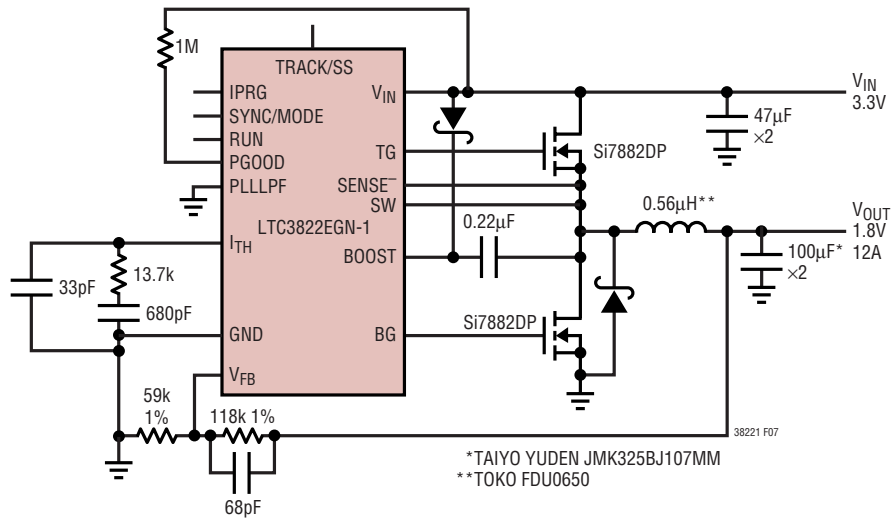 1M
TRACK/SS
IPRG
SYNC/MODE
RUN
PGOOD
PLLLPF
LTC3822EGN-1
ITH
GND
VFB
VIN
TG
SENSE–
SW
BOOST
BG
VIN
3.3V
47µF
×2
Si7882DP
0.56µH**
VOUT
1.8V
12A
100µF*
×2
0.22µF
Si7882DP
33pF
13.7k
680pF
59k
1%
118k 1%
68pF
38221 F07
*TAIYO YUDEN JMK325BJ107MM
**TOKO FDU0650